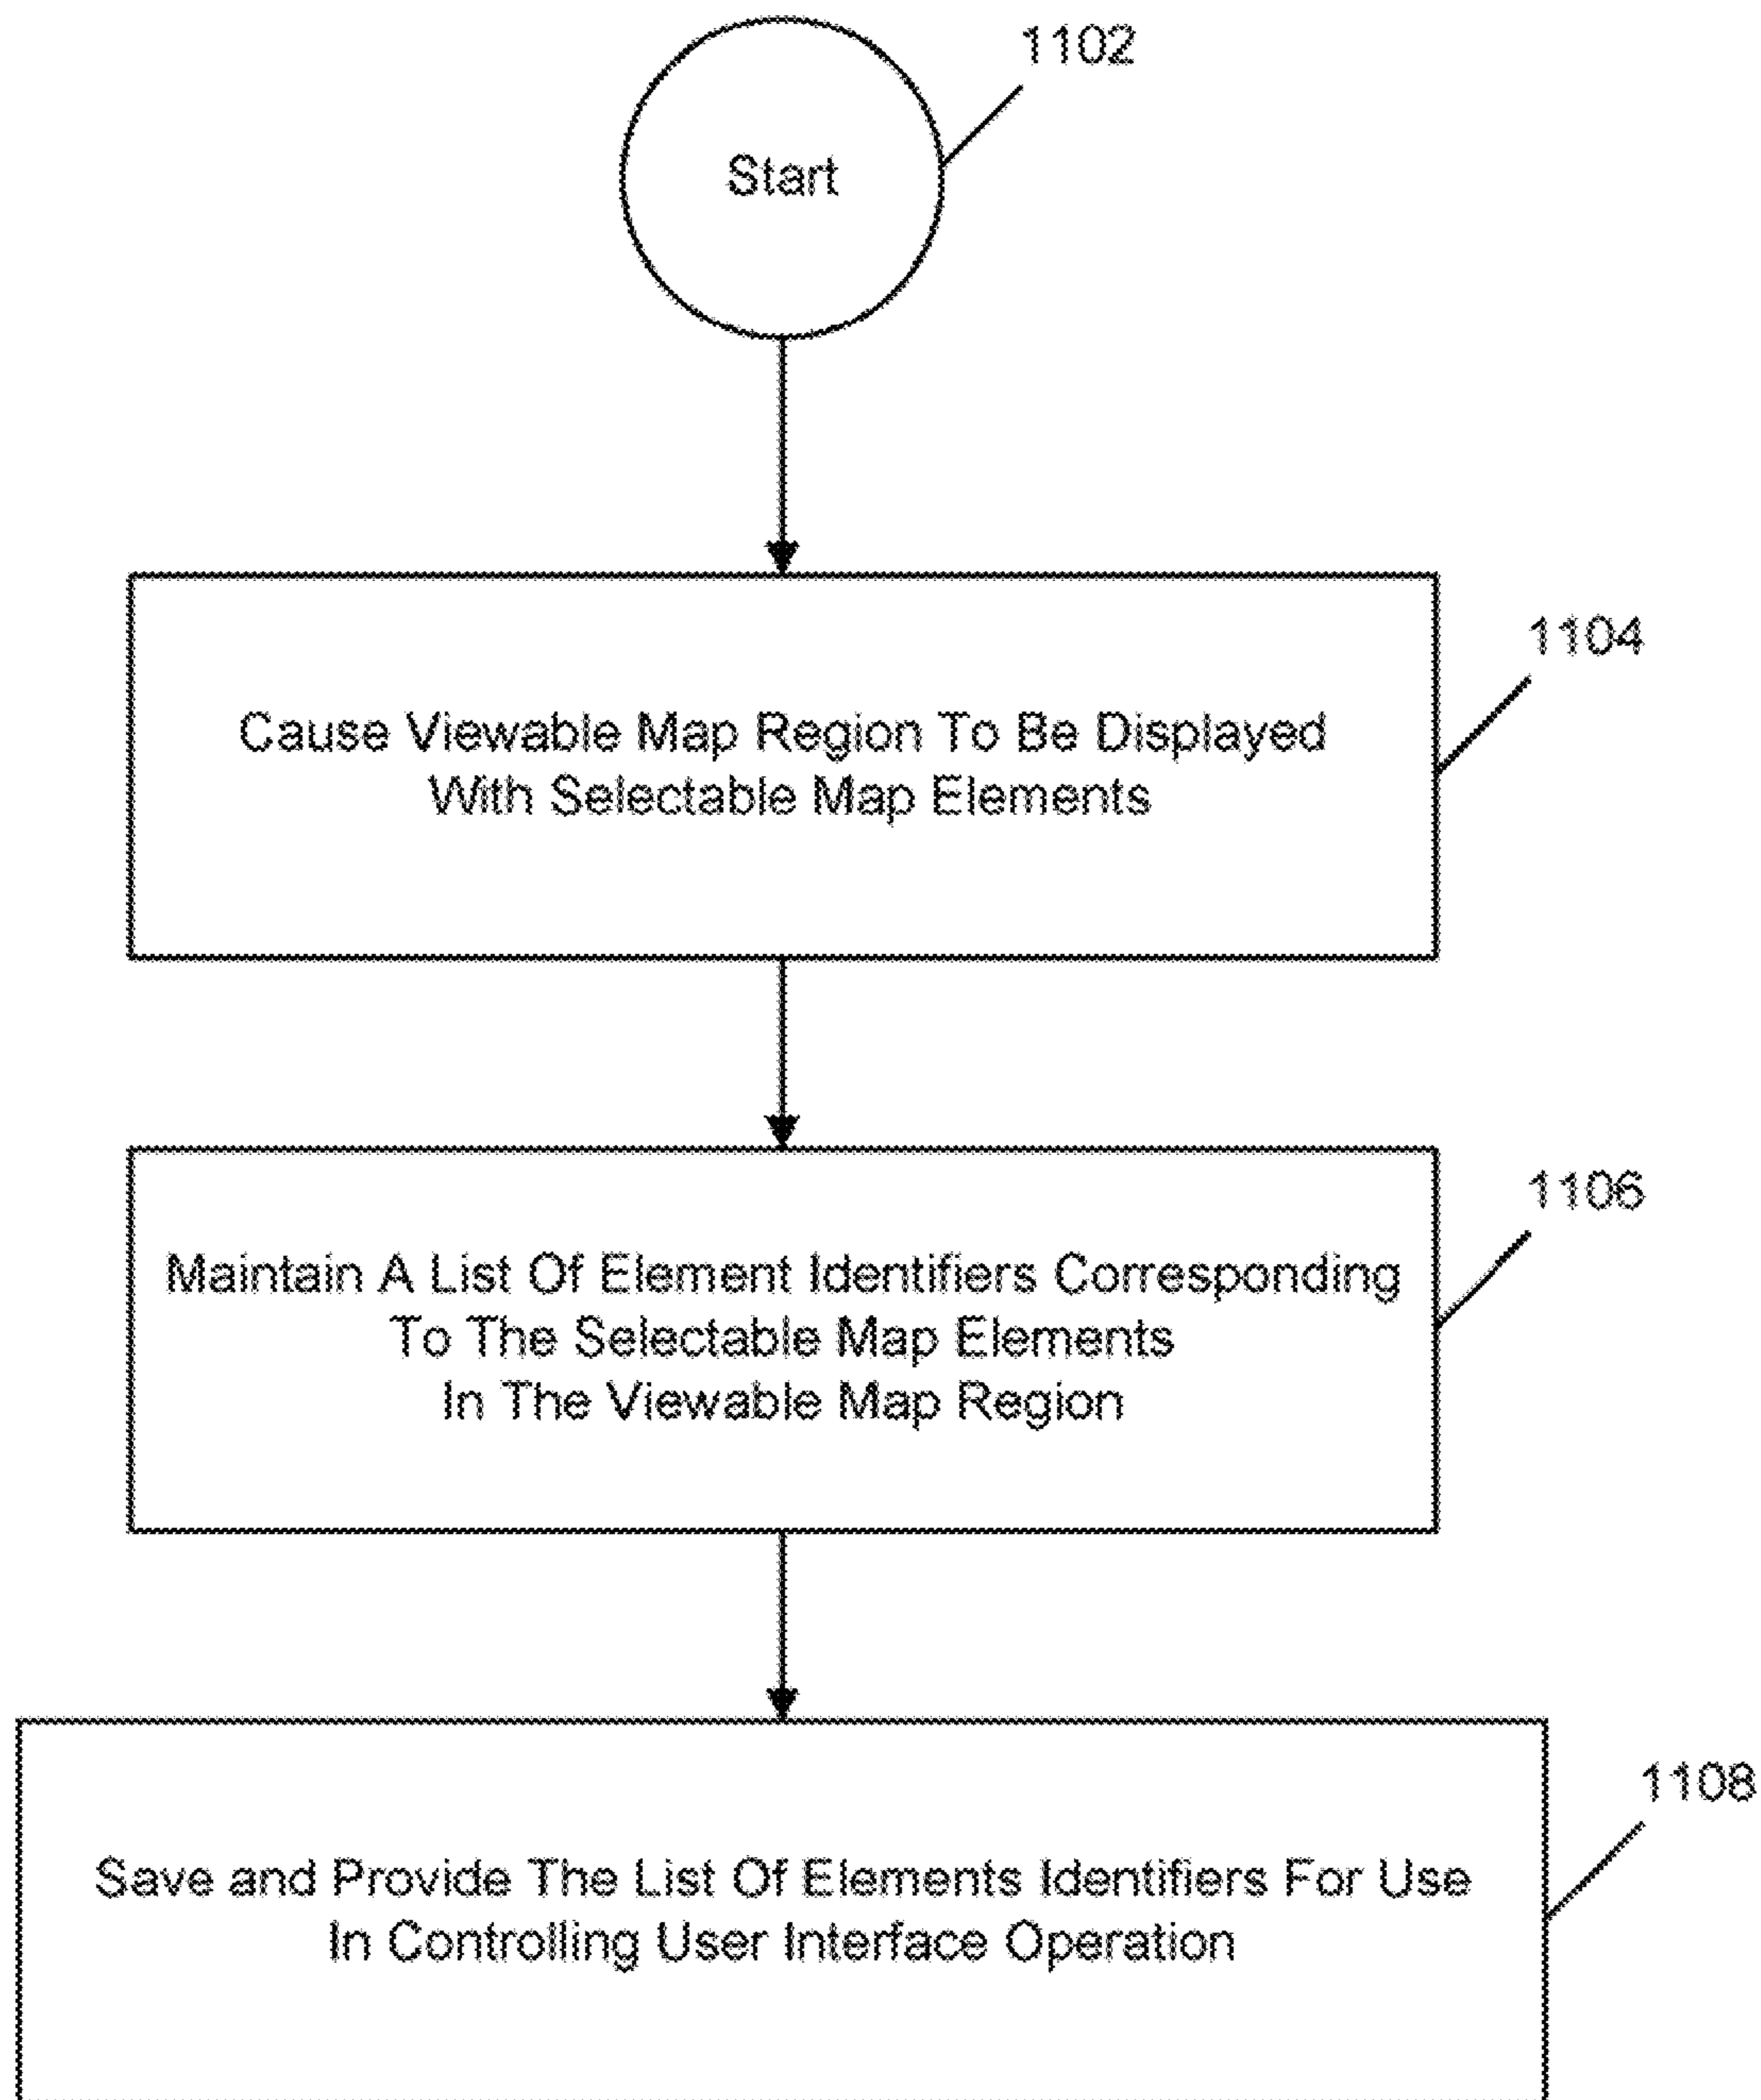 1102
Start
1104
Cause Viewable Map Region To Be Displayed
With Selectable Map Elements
1106
Maintain A List Of Element Identifiers Corresponding
To The Selectable Map Elements
In The Viewable Map Region
1108
Save and Provide The List Of Elements Identifiers For Use
In Controlling User Interface Operation